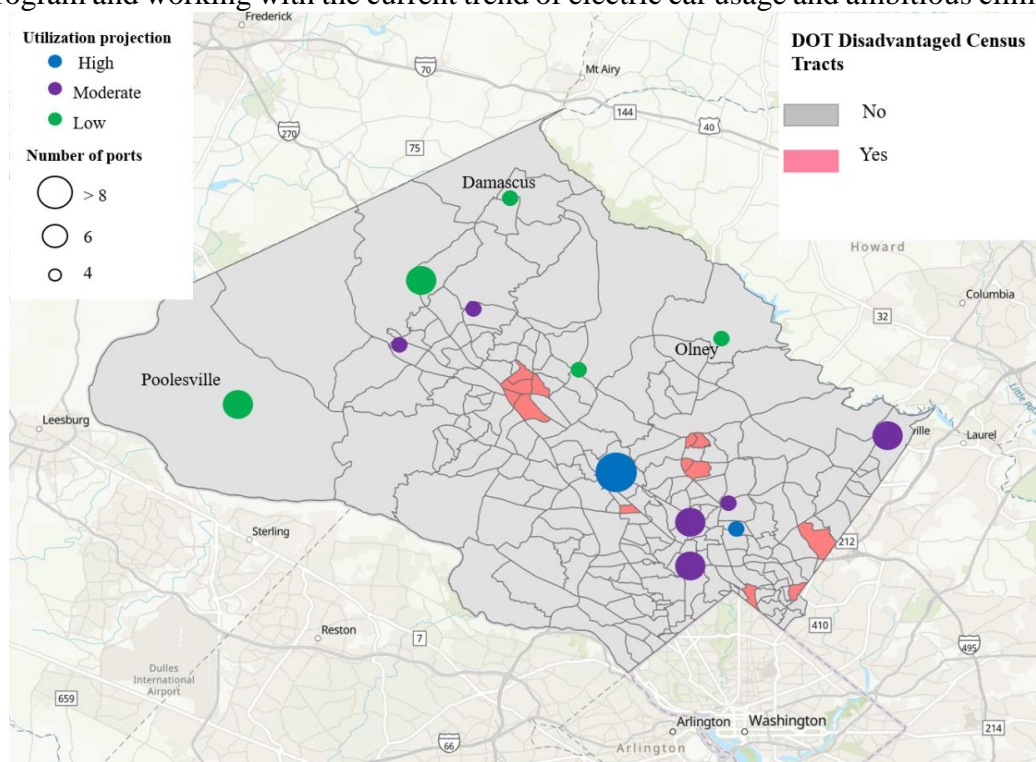 ogram and working with the current trend of electric car usage and ambitious
Utilization projection
High
Moderate
Low
Number of ports
> 8
6
4
DOT Disadvantaged Census
Tracts
No
Yes
Frederick
70
Mt Airy
144
40
270
75
Damascus
Howard
Columbia
32
Olney
Poolesville
Leesburg
ville
Laurel
Little
Sterling
212
Reston
7
410
495
Dulles
International
Airport
659
Arlington
Washington
214
66
Arlington